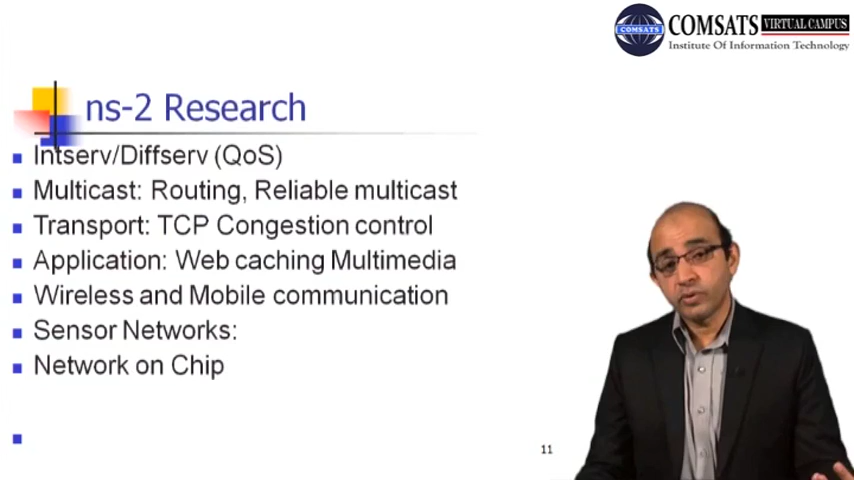 COMSATS VIRTUAL CAMPUS
Institute Of Information Technology
COMSATS
ns-2 Research
Intserv/Diffserv (QoS)
Multicast: Routing, Reliable multicast
Transport: TCP Congestion control
Application: Web caching Multimedia
Wireless and Mobile communication
Sensor Networks:
Network on Chip
11